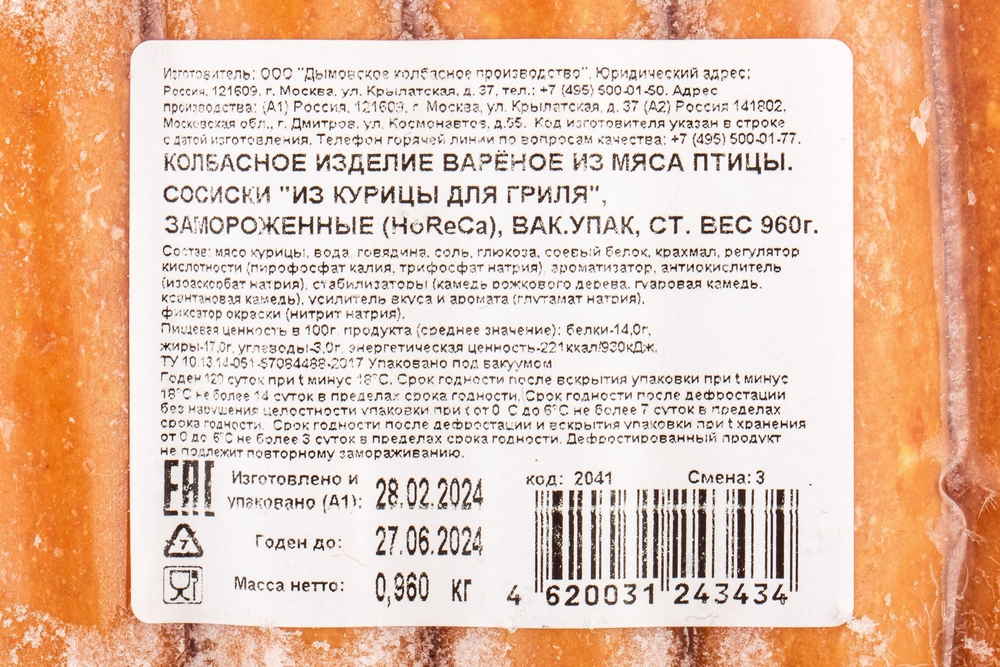 Изготовитель: ООО "Дымовское колбасное производство". Юридический адрес:
Россия, 121609, г. Москва, ул. Крылатская, д. 37, тел.: +7 (495) 500-01-50. Адрес
производства: (А1) Россия, 121609, г. Москва, ул. Крылатская, д. 37 (А2) Россия 141802,
Московская обл., г. Дмитров, ул. Космонавтов, д.55. Код изготовителя указан в строке
с датой изготовления. Телефон горячей линии по вопросам качества: +7 (495) 500-01-77.
КОЛБАСНОЕ ИЗДЕЛИЕ ВАРЁНОЕ ИЗ МЯСА ПТИЦЫ.
СОСИСКИ "ИЗ КУРИЦЫ ДЛЯ ГРИЛЯ",
ЗАМОРОЖЕННЫЕ (HoReCa), ВАК.УПАК, СТ. ВЕС 960г.
Состав: мясо курицы, вода, говядина, соль, глюкоза, соевый белок, крахмал, регулятор
кислотности (пирофосфат калия, трифосфат натрия), ароматизатор, антиокислитель
(изоаскорбат натрия), стабилизаторы (камедь рожкового дерева, гуаровая камедь,
ксантановая камедь), усилитель вкуса и аромата (глутамат натрия),
фиксатор окраски (нитрит натрия).
Пищевая ценность в 100г. продукта (среднее значение): белки-14,0г,
жиры-17,0г, углеводы-3,0г, энергетическая ценность-221ккал/930кДж.
ТУ 10.13.14-051-57084488-2017 Упаковано под вакуумом
Годен 120 суток при t минус 18°С. Срок годности после вскрытия упаковки при t минус
18°С не более 14 суток в пределах срока годности. Срок годности после дефростации
без нарушения целостности упаковки при t от 0°С до 6°С не более 7 суток в пределах
срока годности. Срок годности после дефростации и вскрытия упаковки при t хранения
от 0 до 6°С не более 3 суток в пределах срока годности. Дефростированный продукт
не подлежит повторному замораживанию.
EAC
Изготовлено и
упаковано (А1): 28.02.2024
код: 2041 Смена: 3
7
Годен до: 27.06.2024
Масса нетто: 0,960 кг
4 620031 243434